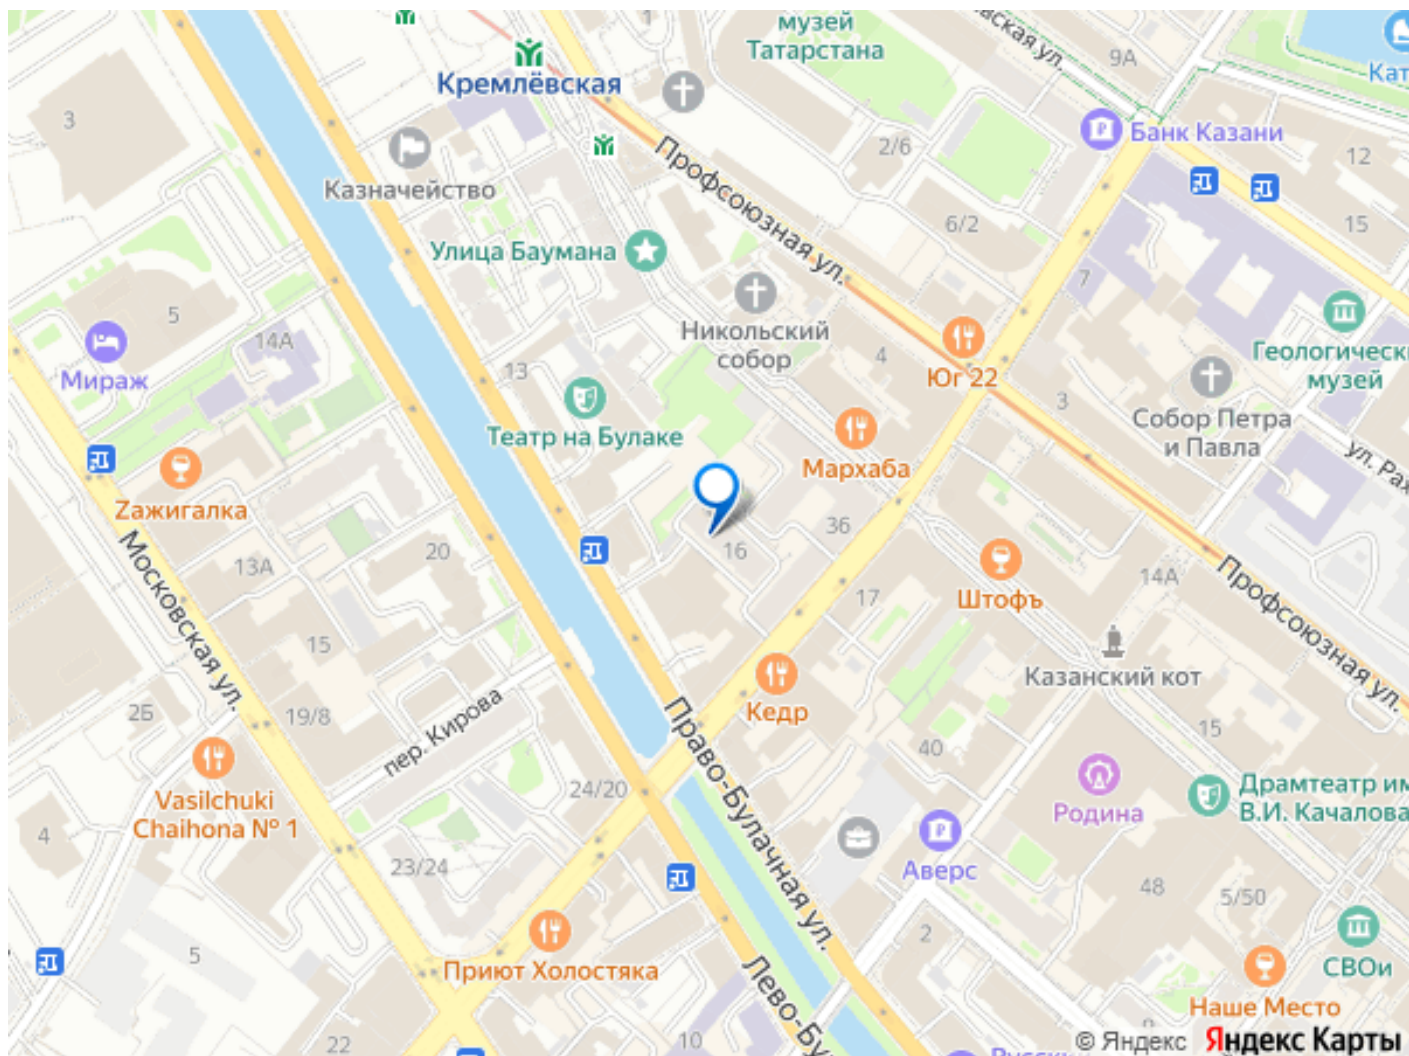 музей
Татарстана
вская ул.
9А
Кат
Кремлёвская
3
Казначейство
Профсоюзная ул.
2/6
Банк Казани
12
15
6/2
Улица Баумана
7
Никольский
собор
5
14А
Мираж
13
4
Юг 22
Геологически
музей
3
Собор Петра
и Павла
Театр на Булаке
Мархаба
ул. Рах
Zажигалка
Московская ул.
13А
20
16
36
17
Штофъ
14А
Профсоюзная ул.
15
Казанский кот
2Б
19/8
пер. Кирова
Кедр
Право-Булачная ул.
40
15
Vasilchuki
Chaihona № 1
24/20
Родина
Драмтеатр им
В.И. Качалова
4
23/24
Аверс
48
5/50
5
Приют Холостяка
2
СВОи
Лево-Бу
Наше Место
22
10
© Яндекс Яндекс Карты